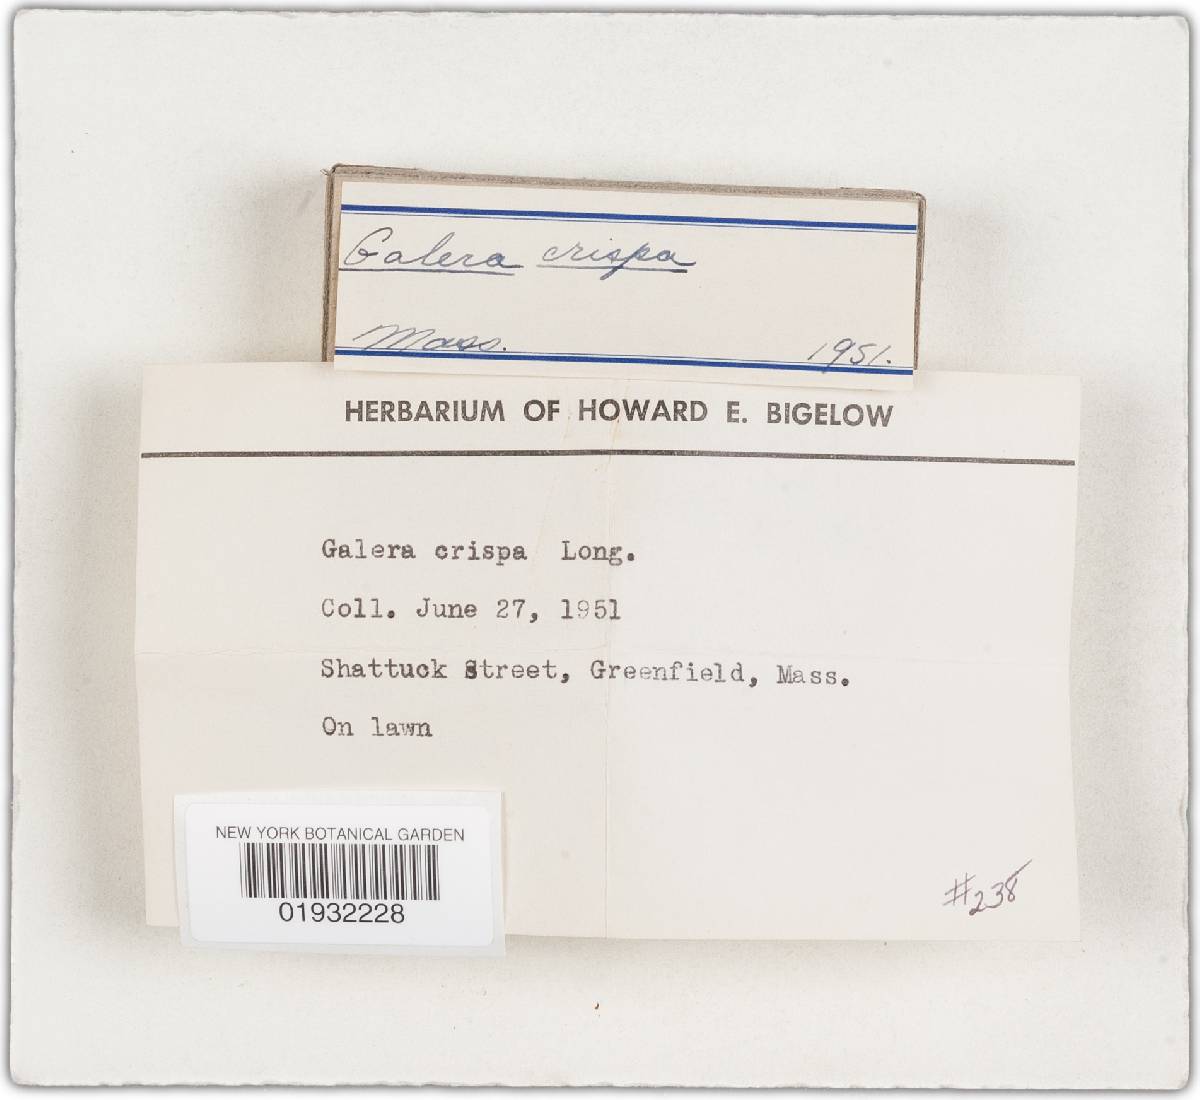 Galera crispa
Mass. 1951.
HERBARIUM OF HOWARD E. BIGELOW
Galera crispa Long.
Coll. June 27, 1951
Shattuck Street, Greenfield, Mass.
On lawn
NEW YORK BOTANICAL GARDEN
01932228
#238